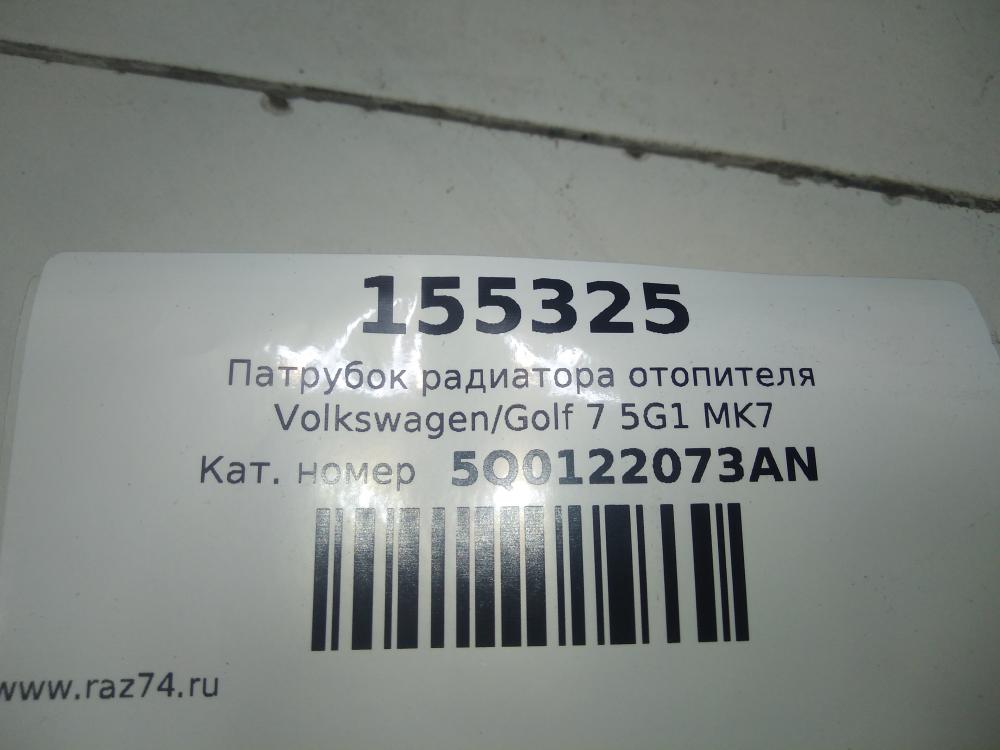 155325
Патрубок радиатора отопителя
Volkswagen/Golf 7 5G1 MK7
Кат. номер 5Q0122073AN
www.raz74.ru